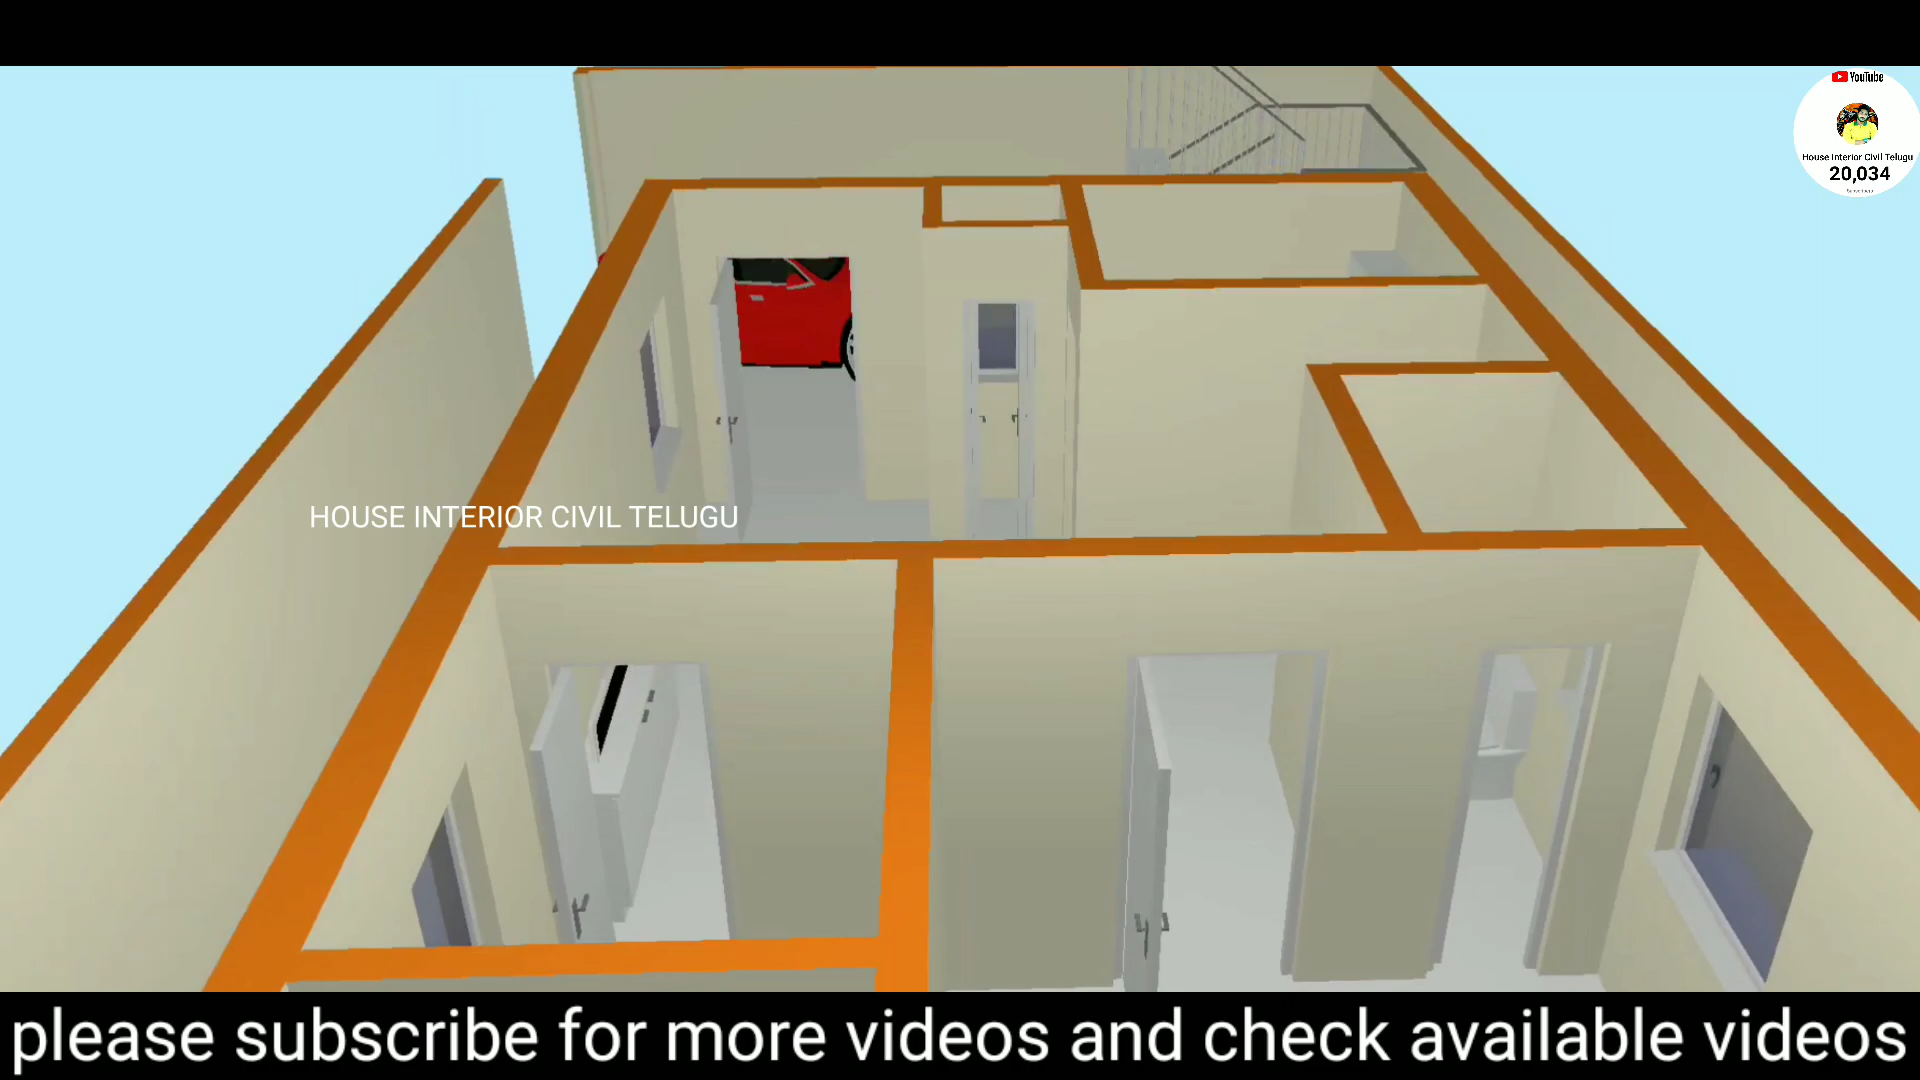 YouTube
House Interior Civil Telugu
20,034
Subscribers
HOUSE INTERIOR CIVIL TELUGU
please subscribe for more videos and check available videos